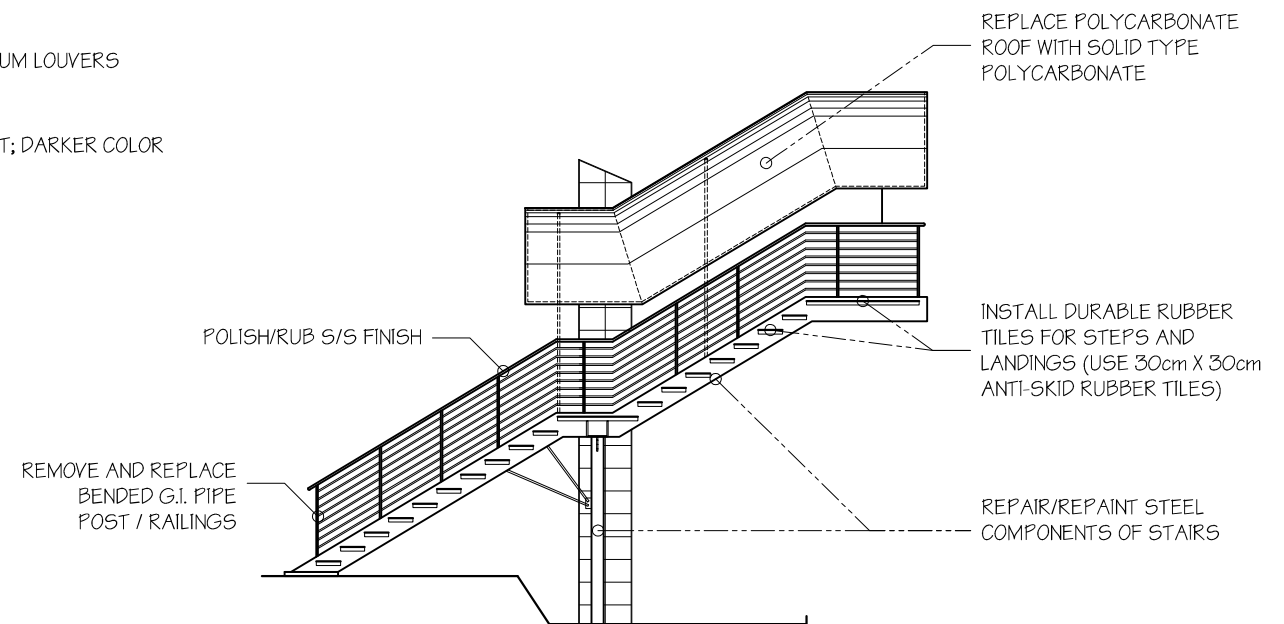 UM LOUVERS
T; DARKER COLOR
REPLACE POLYCARBONATE
ROOF WITH SOLID TYPE
POLYCARBONATE
POLISH/RUB S/S FINISH
INSTALL DURABLE RUBBER
TILES FOR STEPS AND
LANDINGS (USE 30cm X 30cm
ANTI-SKID RUBBER TILES)
REMOVE AND REPLACE
BENDED G.I. PIPE
POST / RAILINGS
REPAIR/REPAINT STEEL
COMPONENTS OF STAIRS